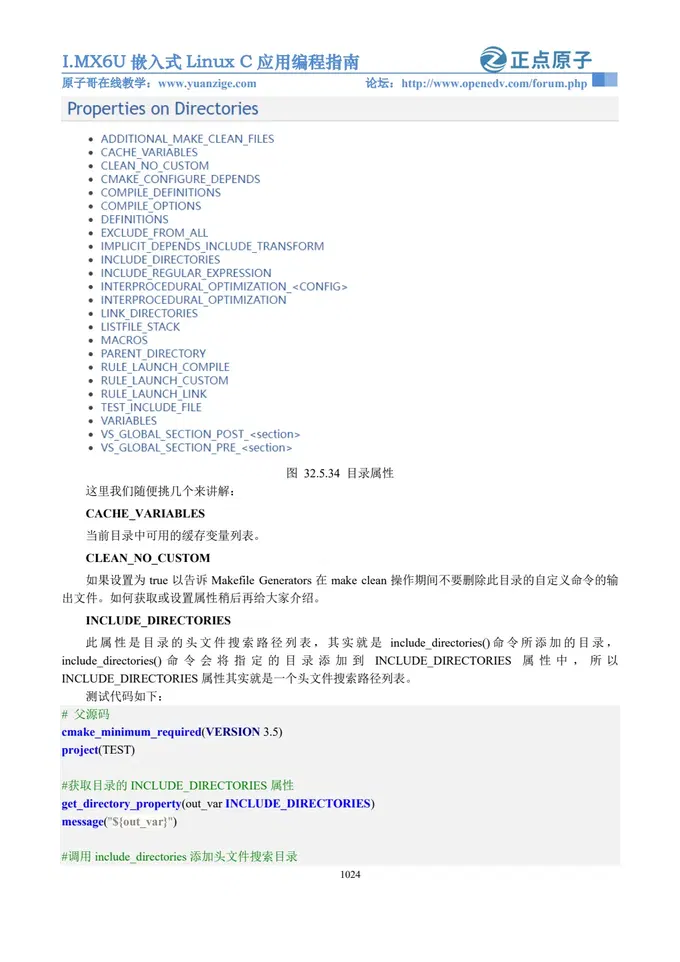 I.MX6U 嵌入式 Linux C 应用编程指南
正点原子
原子哥在线教学：www.yuanzige.com 论坛：http://www.openedv.com/forum.php
Properties on Directories
• ADDITIONAL_MAKE_CLEAN_FILES
• CACHE_VARIABLES
• CLEAN_NO_CUSTOM
• CMAKE_CONFIGURE_DEPENDS
• COMPILE_DEFINITIONS
• COMPILE_OPTIONS
• DEFINITIONS
• EXCLUDE_FROM_ALL
• IMPLICIT_DEPENDS_INCLUDE_TRANSFORM
• INCLUDE_DIRECTORIES
• INCLUDE_REGULAR_EXPRESSION
• INTERPROCEDURAL_OPTIMIZATION_<CONFIG>
• INTERPROCEDURAL_OPTIMIZATION
• LINK_DIRECTORIES
• LISTFILE_STACK
• MACROS
• PARENT_DIRECTORY
• RULE_LAUNCH_COMPILE
• RULE_LAUNCH_CUSTOM
• RULE_LAUNCH_LINK
• TEST_INCLUDE_FILE
• VARIABLES
• VS_GLOBAL_SECTION_POST_<section>
• VS_GLOBAL_SECTION_PRE_<section>
图 32.5.34 目录属性
这里我们随便挑几个来讲解：
CACHE_VARIABLES
当前目录中可用的缓存变量列表。
CLEAN_NO_CUSTOM
如果设置为 true 以告诉 Makefile Generators 在 make clean 操作期间不要删除此目录的自定义命令的输
出文件。如何获取或设置属性稍后再给大家介绍。
INCLUDE_DIRECTORIES
此属性是目录的头文件搜索路径列表，其实就是 include_directories()命令所添加的目录，
include_directories() 命令会将指定的目录添加到 INCLUDE_DIRECTORIES 属性中，所以
INCLUDE_DIRECTORIES 属性其实就是一个头文件搜索路径列表。
测试代码如下：
# 父源码
cmake_minimum_required(VERSION 3.5)
project(TEST)
#获取目录的 INCLUDE_DIRECTORIES 属性
get_directory_property(out_var INCLUDE_DIRECTORIES)
message("${out_var}")
#调用 include_directories 添加头文件搜索目录
1024